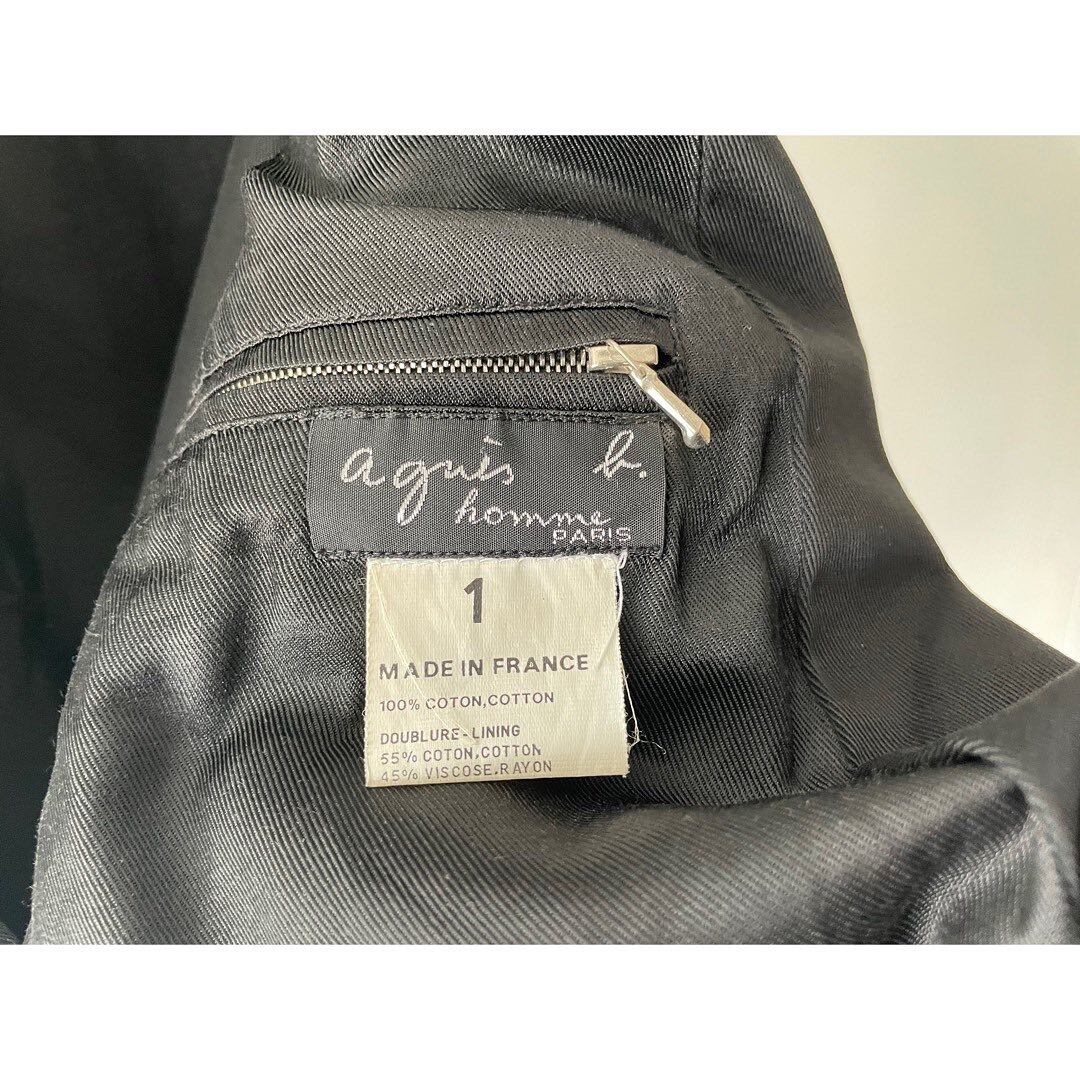 agnès b.
homme
PARIS
1
MADE IN FRANCE
100% COTON,COTTON
DOUBLURE-LINING
55% COTON,COTTON
45% VISCOSE,RAYON